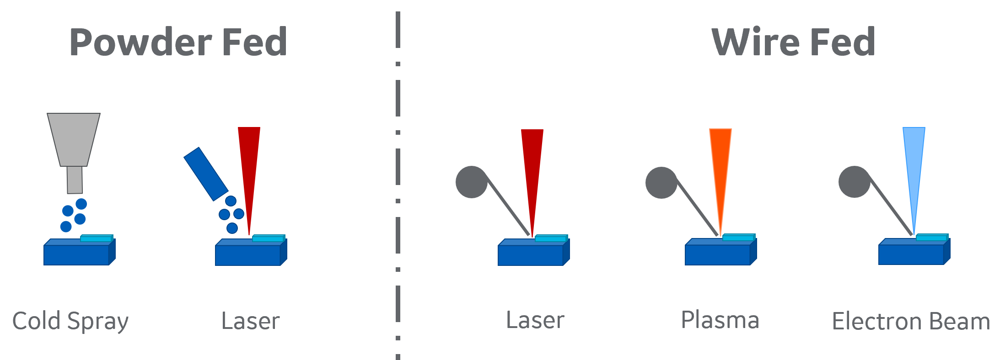 Powder Fed
Wire Fed
Cold Spray
Laser
Laser
Plasma
Electron Beam